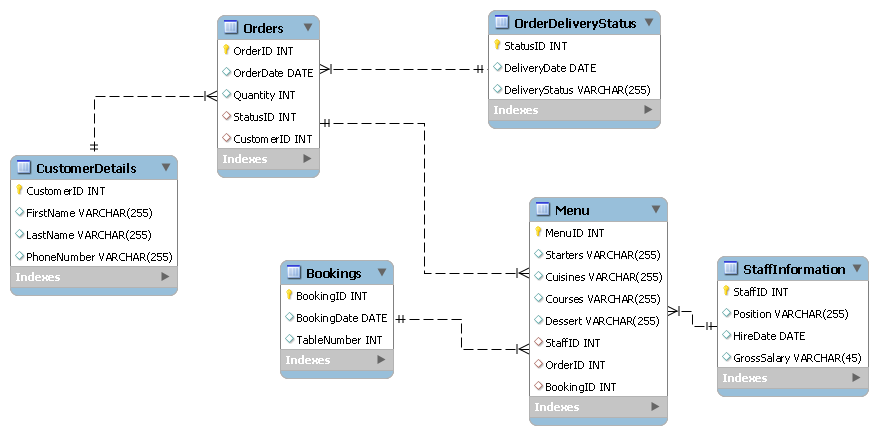 Orders
OrderID INT
OrderDate DATE
Quantity INT
StatusID INT
CustomerID INT
Indexes
OrderDeliveryStatus
StatusID INT
DeliveryDate DATE
DeliveryStatus VARCHAR(255)
Indexes
CustomerDetails
CustomerID INT
FirstName VARCHAR(255)
LastName VARCHAR(255)
PhoneNumber VARCHAR(255)
Indexes
Bookings
BookingID INT
BookingDate DATE
TableNumber INT
Indexes
Menu
MenuID INT
Starters VARCHAR(255)
Cuisines VARCHAR(255)
Courses VARCHAR(255)
Dessert VARCHAR(255)
StaffID INT
OrderID INT
BookingID INT
Indexes
StaffInformation
StaffID INT
Position VARCHAR(255)
HireDate DATE
GrossSalary VARCHAR(45)
Indexes